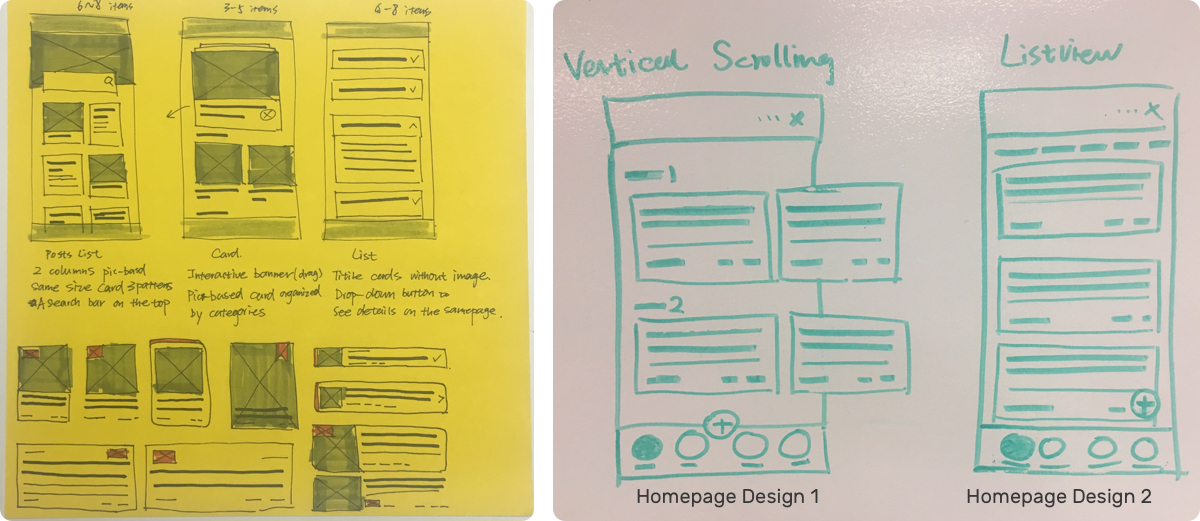 6~8 items
3-5 items
6-8 items
Posts List
2 columns pic-band
same size card 3 pattens
A search bar on the top
Card.
Interactive banner (drag)
Pic-based card organized
by categories
List
Titile cards without image.
Drop-down button to
see details on the samepage.
Vertical Scrolling
1
2
Homepage Design 1
ListView
Homepage Design 2